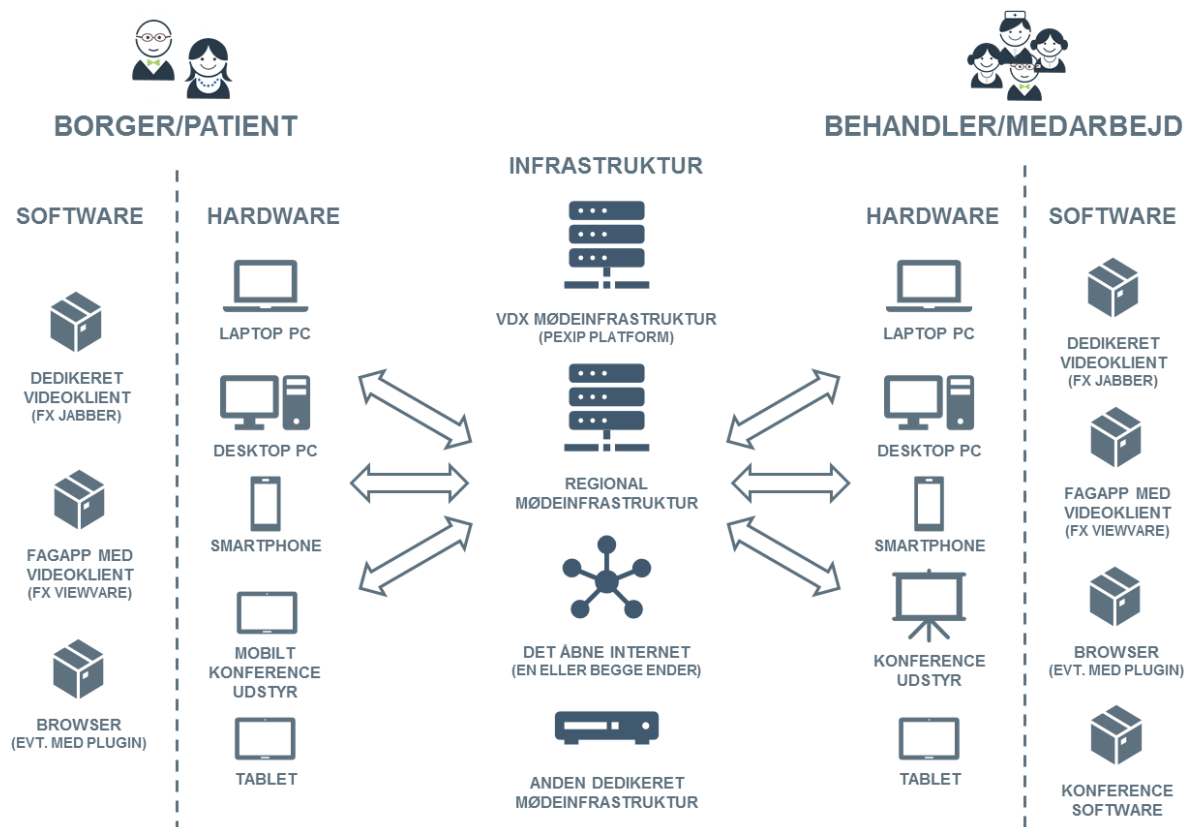 BORGER/PATIENT
SOFTWARE
DEDIKERET
VIDEOKLIENT
(FX JABBER)
FAGAPP MED
VIDEOKLIENT
(FX VIEWVARE)
BROWSER
(EVT. MED PLUGIN)
HARDWARE
LAPTOP PC
DESKTOP PC
SMARTPHONE
MOBILT
KONFERENCE
UDSTYR
TABLET
INFRASTRUKTUR
VDX MØDEINFRASTRUKTUR
(PEXIP PLATFORM)
REGIONAL
MØDEINFRASTRUKTUR
DET ÅBNE INTERNET
(EN ELLER BEGGE ENDER)
ANDEN DEDIKERET
MØDEINFRASTRUKTUR
BEHANDLER/MEDARBEJD
HARDWARE
LAPTOP PC
DESKTOP PC
SMARTPHONE
KONFERENCE
UDSTYR
TABLET
SOFTWARE
DEDIKERET
VIDEOKLIENT
(FX JABBER)
FAGAPP MED
VIDEOKLIENT
(FX VIEWVARE)
BROWSER
(EVT. MED PLUGIN)
KONFERENCE
SOFTWARE